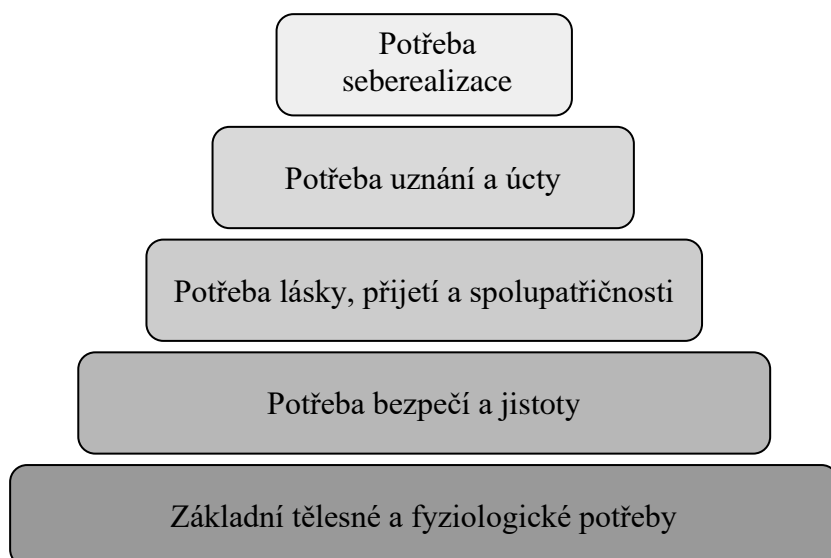 Potřeba
seberealizace
Potřeba uznání a úcty
Potřeba lásky, přijetí a spolupatřičnosti
Potřeba bezpečí a jistoty
Základní tělesné a fyziologické potřeby